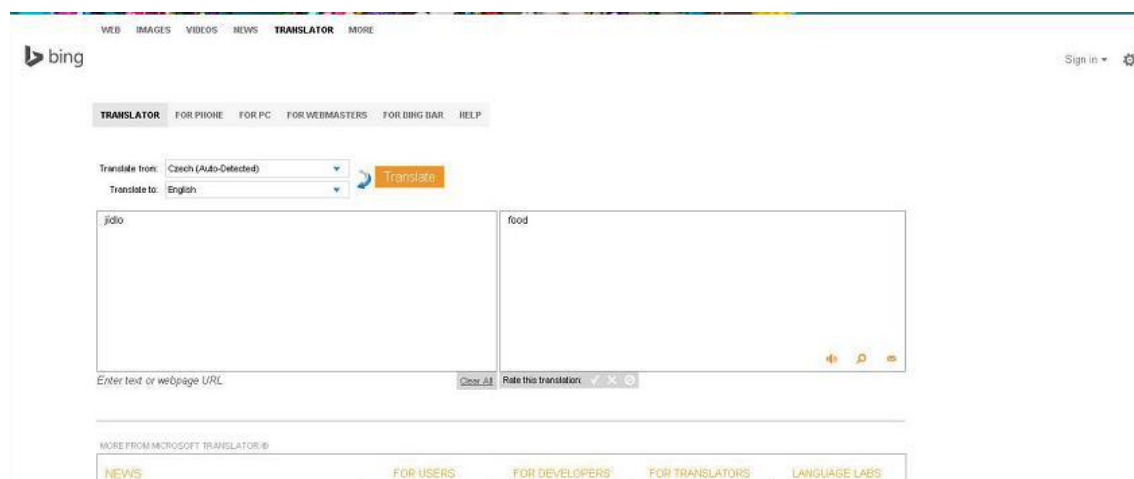 WEB IMAGES VIDEOS NEWS TRANSLATOR MORE
bing
Sign in
TRANSLATOR FOR PHONE FOR PC FOR WEBMASTERS FOR BING BAR HELP
Translate from: Czech (Auto-Detected)
Translate
Translate to: English
jídlo food
Enter text or webpage URL Clear All Rate this translation:
MORE FROM MICROSOFT TRANSLATOR®
NEWS FOR USERS FOR DEVELOPERS FOR TRANSLATORS LANGUAGE LABS